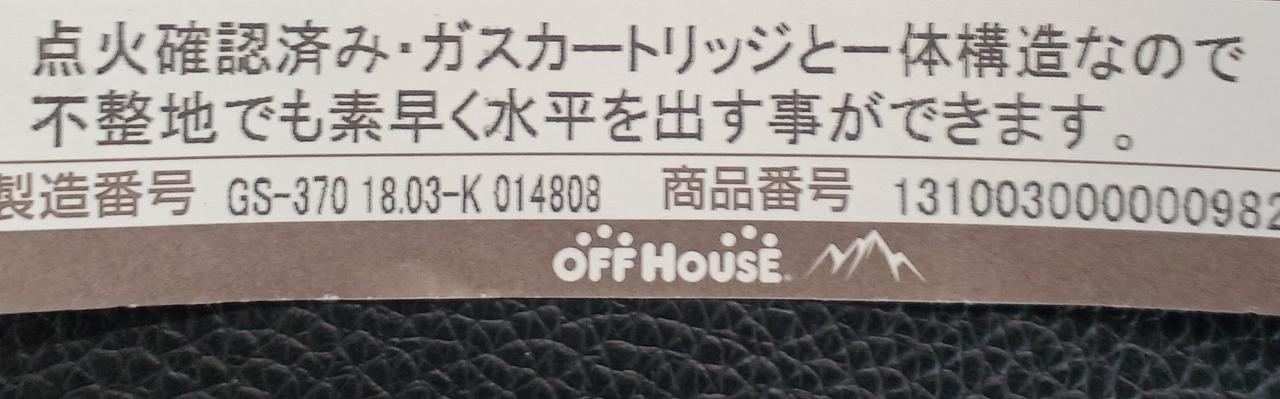 点火確認済み・ガスカートリッジと一体構造なので
不整地でも素早く水平を出す事ができます。
製造番号 GS-370 18.03-K 014808 商品番号 1310030000000982
OFF HOUSE